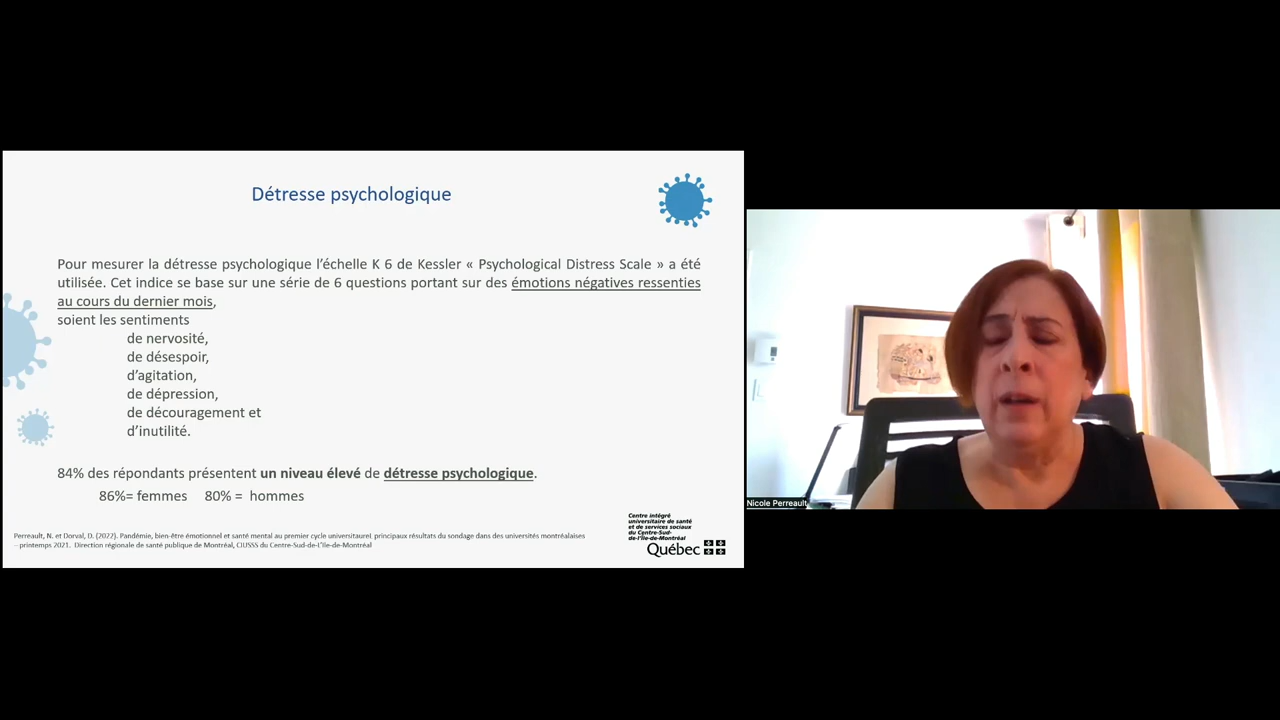 Détresse psychologique
Pour mesurer la détresse psychologique l’échelle K 6 de Kessler « Psychological Distress Scale » a été
utilisée. Cet indice se base sur une série de 6 questions portant sur des émotions négatives ressenties
au cours du dernier mois,
soient les sentiments
de nervosité,
de désespoir,
d’agitation,
de dépression,
de découragement et
d’inutilité.
84% des répondants présentent un niveau élevé de détresse psychologique.
86%= femmes 80% = hommes
Perreault, N. et Dorval, D. (2022). Pandémie, bien-être émotionnel et santé mental au premier cycle universitaurel principaux résultats du sondage dans des universités montréalaises
– printemps 2021. Direction régionale de santé publique de Montréal, CIUSSS du Centre-Sud-de-L’Île-de-Montréal
Centre intégré
universitaire de santé
et de services sociaux
du Centre-Sud-
de-l’Île-de-Montréal
Québec
Nicole Perreault